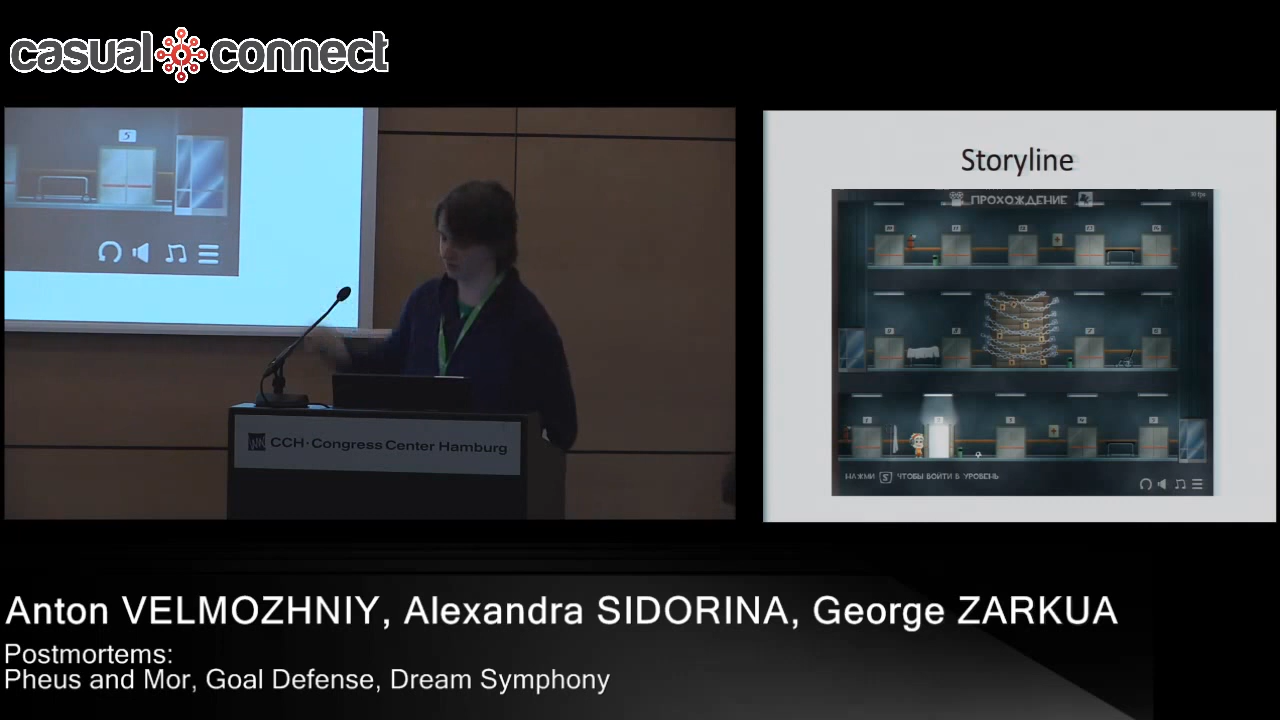 casual connect
5
Storyline
ПРОХОЖДЕНИЕ
НАЖМИ S ЧТОБЫ ВОЙТИ В УРОВЕНЬ
CCH·Congress Center Hamburg
Anton VELMOZHNIY, Alexandra SIDORINA, George ZARKUA
Postmortems:
Pheus and Mor, Goal Defense, Dream Symphony